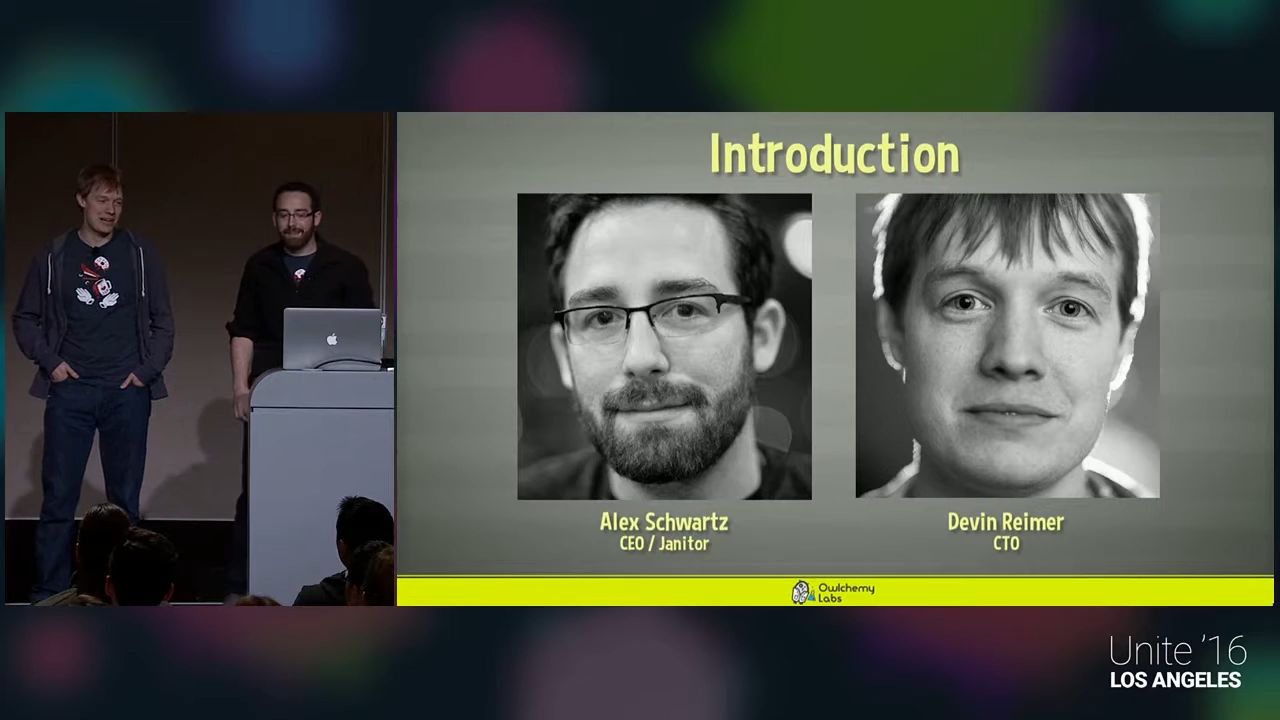 Introduction
Alex Schwartz
CEO / Janitor
Devin Reimer
CTO
Owlchemy
Labs
Unite '16
LOS ANGELES